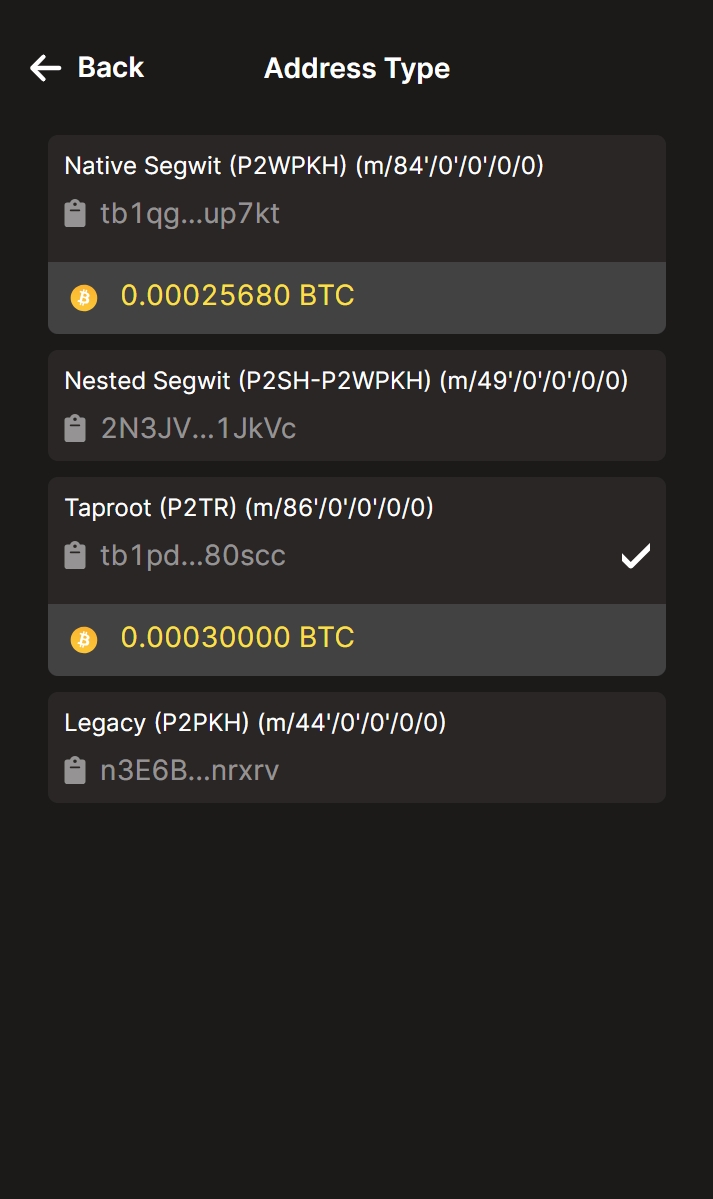 Back
Address Type
Native Segwit (P2WPKH) (m/84'/0'/0'/0/0)
tb1qg...up7kt
0.00025680 BTC
Nested Segwit (P2SH-P2WPKH) (m/49'/0'/0'/0/0)
2N3JV...1JkVc
Taproot (P2TR) (m/86'/0'/0'/0/0)
tb1pd...80scc
0.00030000 BTC
Legacy (P2PKH) (m/44'/0'/0'/0/0)
n3E6B...nrxrv